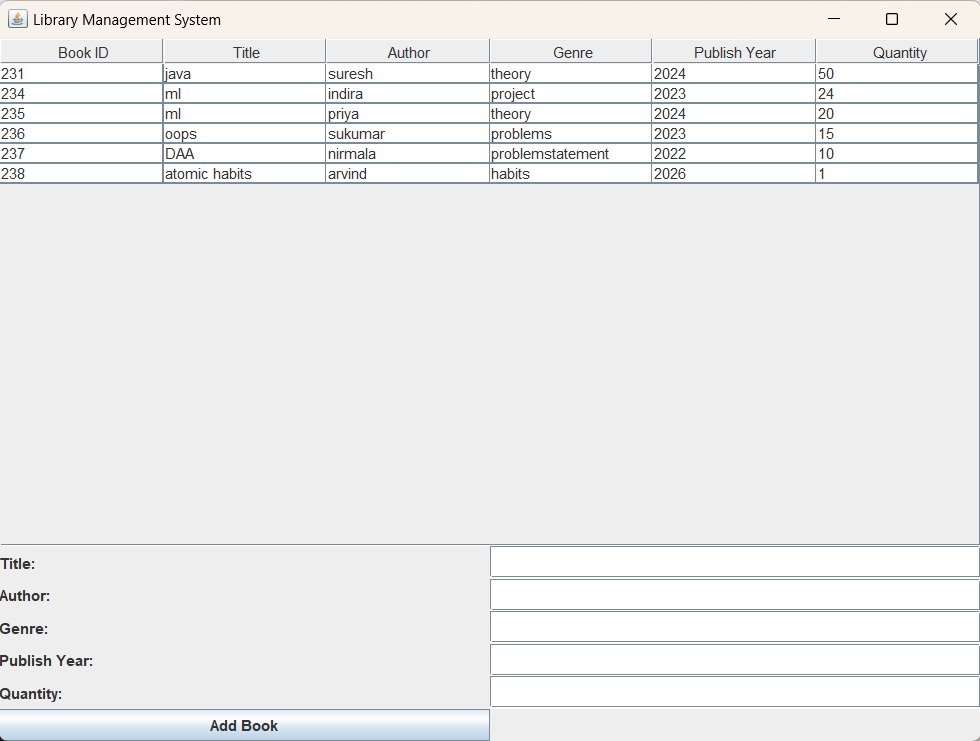 Library Management System
Book ID Title Author Genre Publish Year Quantity
231 java suresh theory 2024 50
234 ml indira project 2023 24
235 ml priya theory 2024 20
236 oops sukumar problems 2023 15
237 DAA nirmala problemstatement 2022 10
238 atomic habits arvind habits 2026 1
Title:
Author:
Genre:
Publish Year:
Quantity:
Add Book